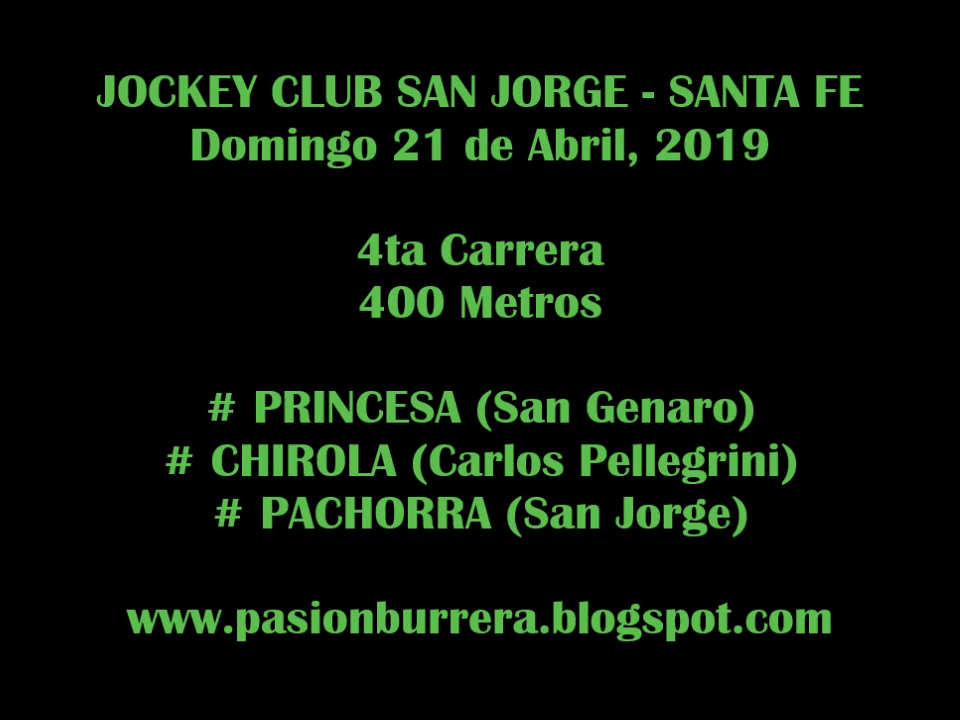 JOCKEY CLUB SAN JORGE - SANTA FE
Domingo 21 de Abril, 2019
4ta Carrera
400 Metros
# PRINCESA (San Genaro)
# CHIROLA (Carlos Pellegrini)
# PACHORRA (San Jorge)
www.pasionburrera.blogspot.com